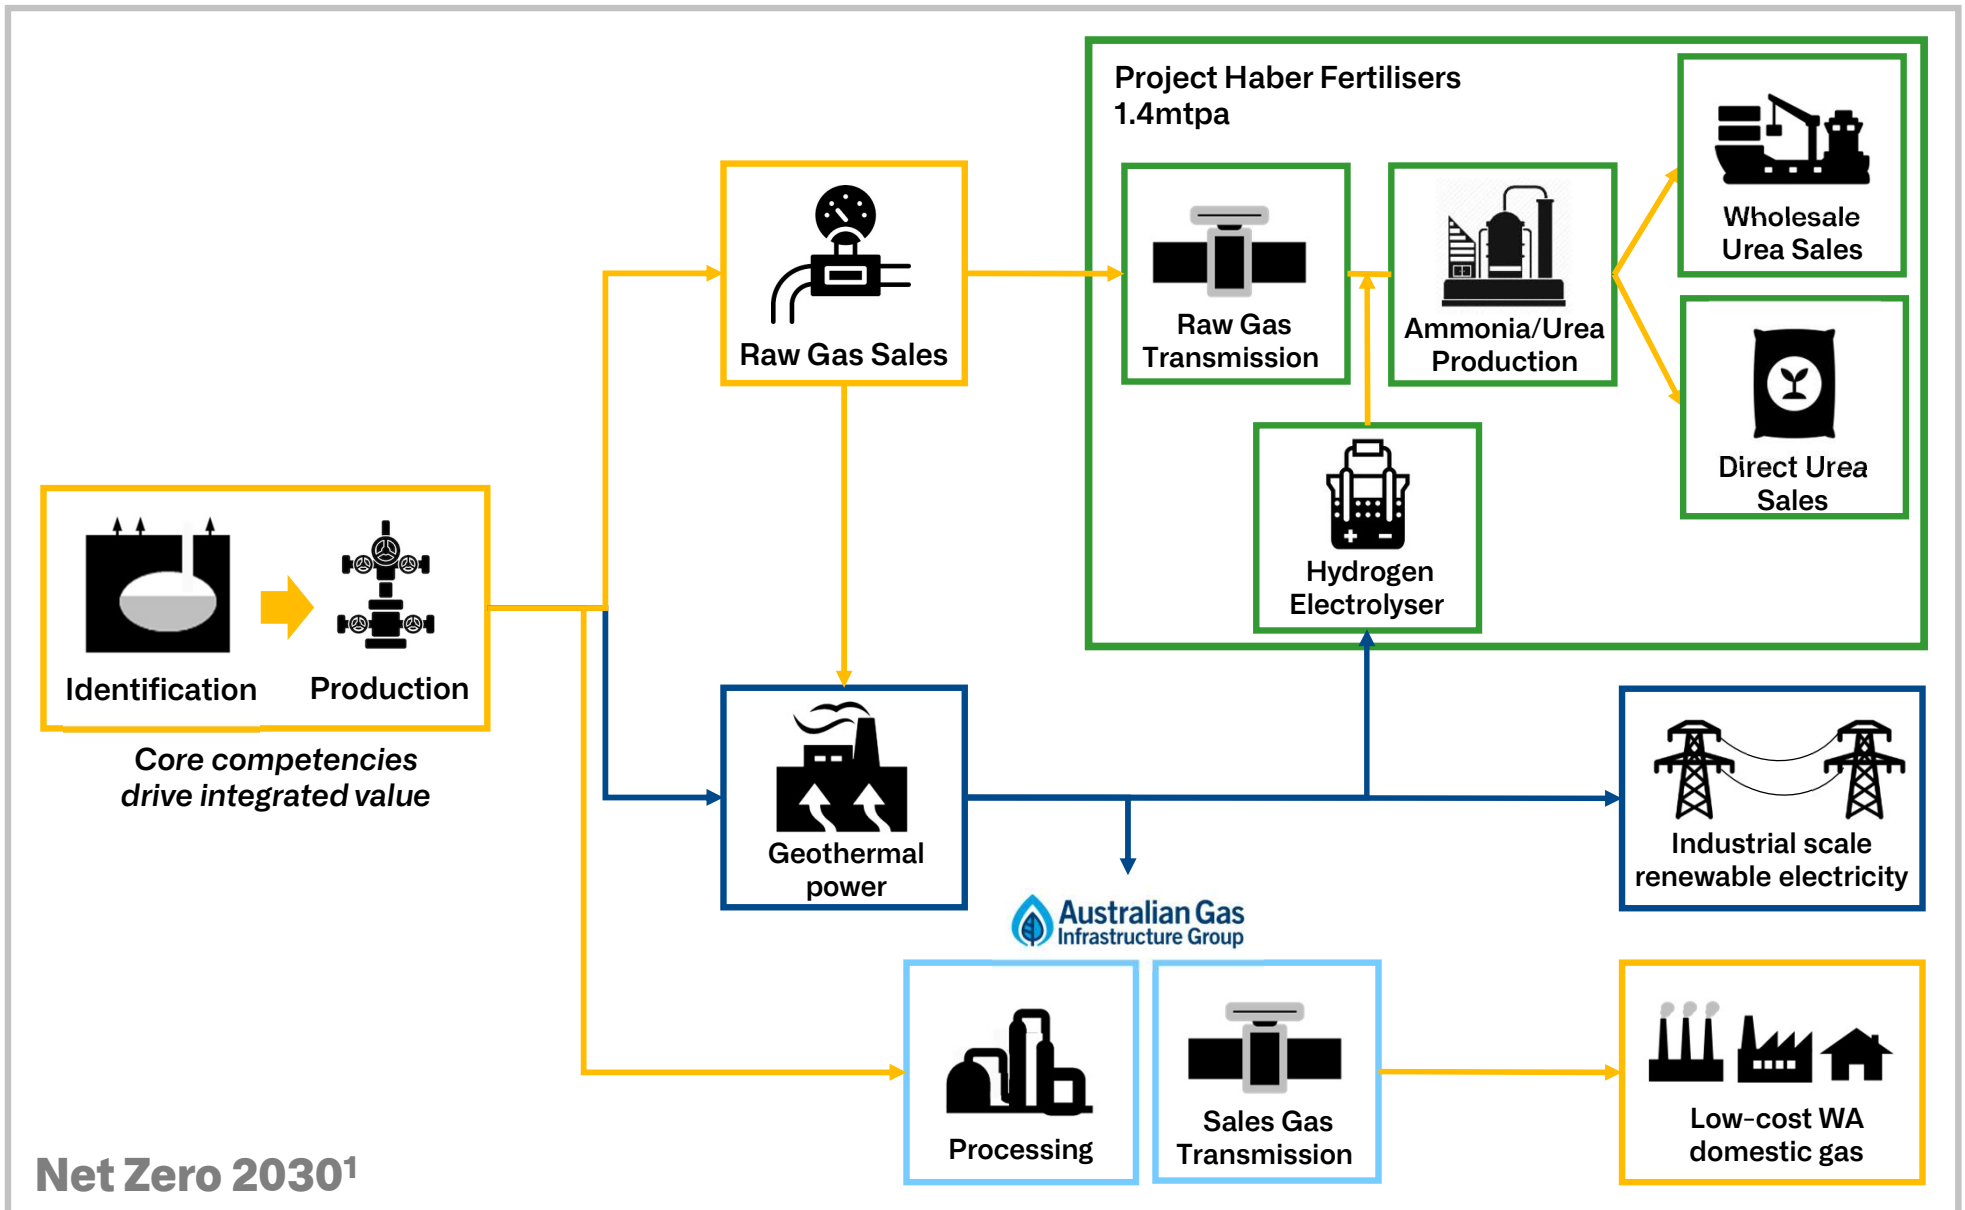 Project Haber Fertilisers
1.4mtpa
Wholesale
Urea Sales
Raw Gas Sales
Raw Gas
Transmission
Ammonia/Urea
Production
Direct Urea
Sales
Hydrogen
Electrolyser
Identification
Production
Core competencies
drive integrated value
Geothermal
power
Industrial scale
renewable electricity
Australian Gas
Infrastructure Group
Processing
Sales Gas
Transmission
Low-cost WA
domestic gas
Net Zero 2030¹